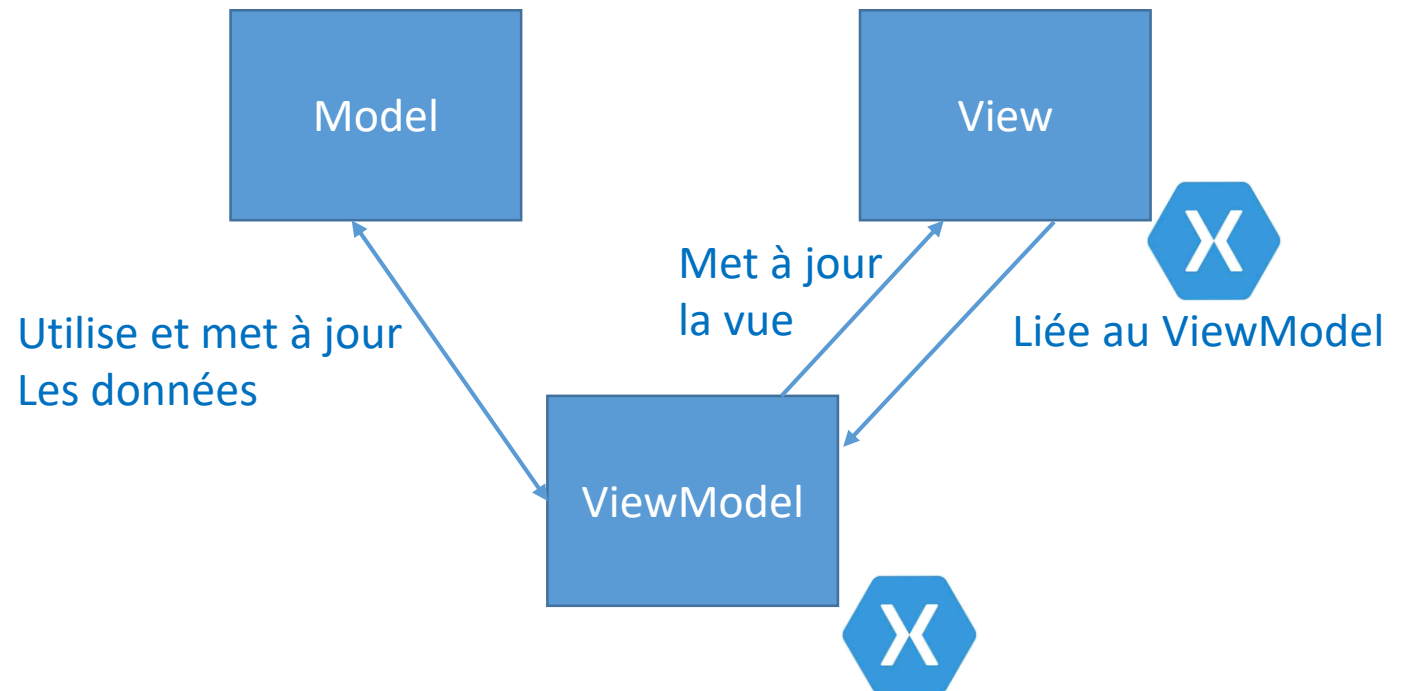 Model
View
Met à jour
la vue
Utilise et met à jour
Les données
Liée au ViewModel
ViewModel